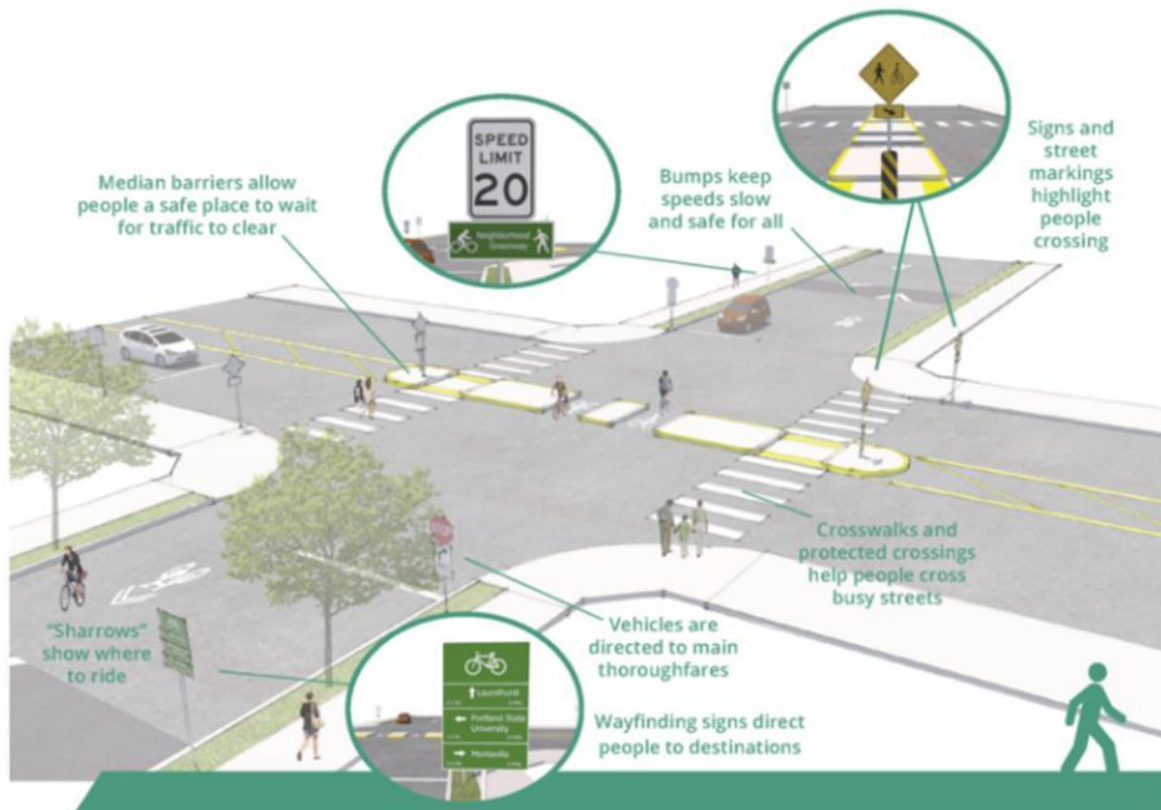 SPEED
LIMIT
20
Neighborhood
Greenway
Signs and
street
markings
highlight
people
crossing
Median barriers allow
people a safe place to wait
for traffic to clear
Bumps keep
speeds slow
and safe for all
Crosswalks and
protected crossings
help people cross
busy streets
STOP
"Sharrows"
show where
to ride
Vehicles are
directed to main
thoroughfares
Laurelhurst
Portland State
University
Montavilla
Wayfinding signs direct
people to destinations